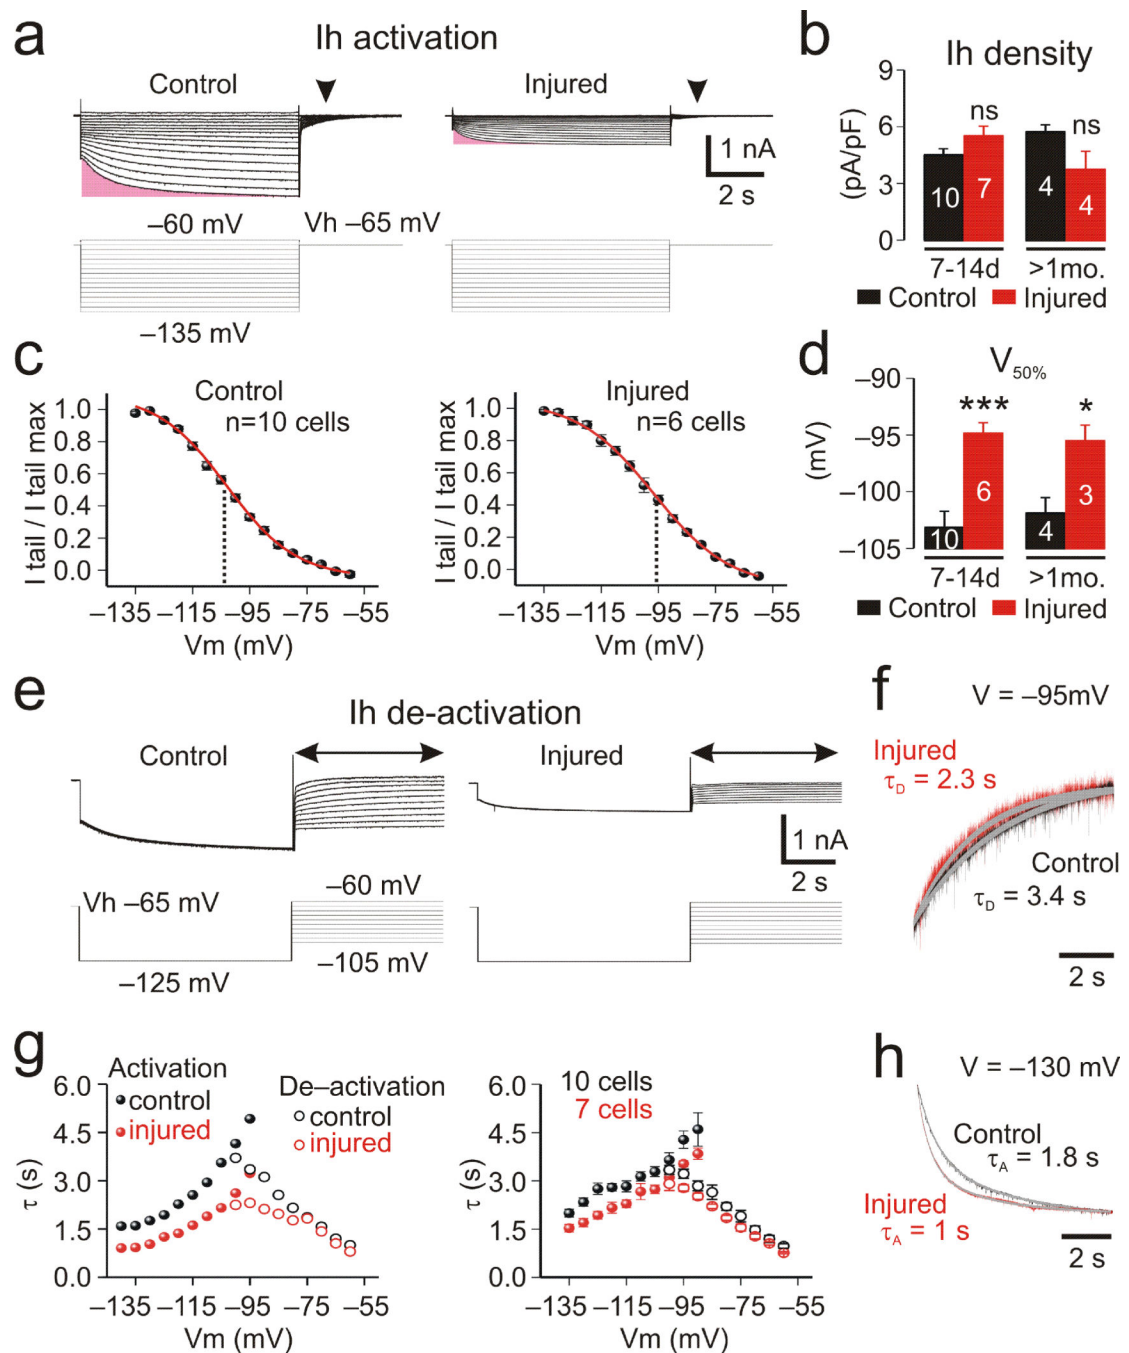 a
Ih activation
Control
Injured
1 nA
2 s
–60 mV
Vh –65 mV
–135 mV
b
Ih density
(pA/pF)
9
6
3
0
ns
ns
10
7
4
4
7-14d
>1mo.
Control
Injured
c
I tail / I tail max
1.0
0.8
0.6
0.4
0.2
0.0
Control
n=10 cells
–135
–115
–95
–75
–55
Vm (mV)
I tail / I tail max
1.0
0.8
0.6
0.4
0.2
0.0
Injured
n=6 cells
–135
–115
–95
–75
–55
Vm (mV)
d
V50%
(mV)
–90
–95
–100
–105
***
*
10
6
4
3
7-14d
>1mo.
Control
Injured
e
Ih de-activation
Control
Injured
1 nA
2 s
Vh –65 mV
–60 mV
–125 mV
–105 mV
f
V = –95mV
Injured
τD = 2.3 s
Control
τD = 3.4 s
2 s
g
Activation
control
injured
De–activation
control
injured
τ (s)
6.0
4.5
3.0
1.5
0.0
–135
–115
–95
–75
–55
Vm (mV)
10 cells
7 cells
τ (s)
6.0
4.5
3.0
1.5
0.0
–135
–115
–95
–75
–55
Vm (mV)
h
V = –130 mV
Control
τA = 1.8 s
Injured
τA = 1 s
2 s